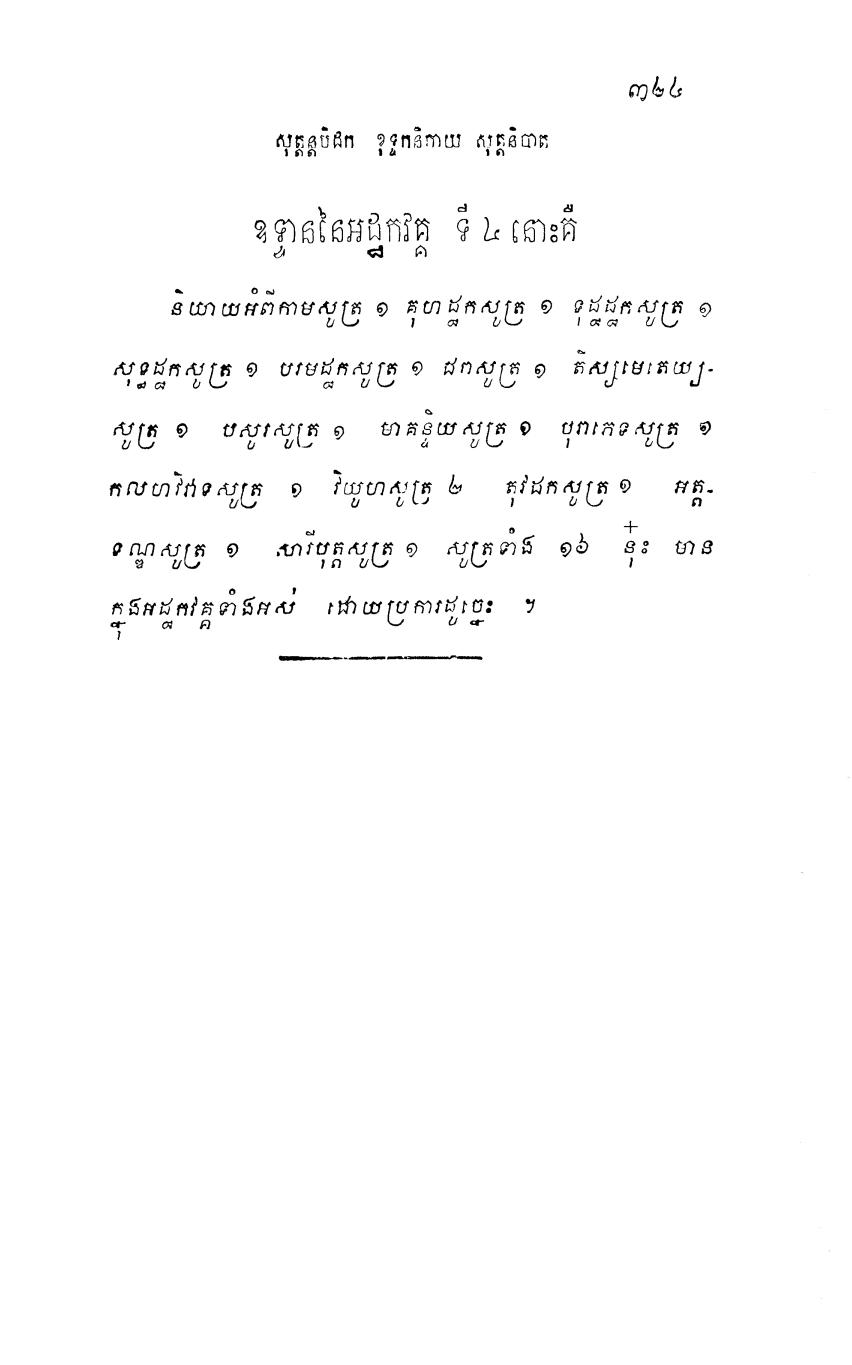 ៣២៤
សុត្តន្តបិដក ខុទ្ទកនិកាយ សុត្តនិបាត
ឧទ្ទាននៃអដ្ឋកវគ្គ ទី ៤ នោះគឺ
និយាយអំពីកាមសូត្រ ១ គុហដ្ឋកសូត្រ ១ ទុដ្ឋដ្ឋកសូត្រ ១
សុទ្ធដ្ឋកសូត្រ ១ បរមដ្ឋកសូត្រ ១ ជរាសូត្រ ១ តិស្សមេតេយ្យ-
សូត្រ ១ បសូរសូត្រ ១ មាគន្ទិយសូត្រ ១ បុរាភេទសូត្រ ១
កលហវិវាទសូត្រ ១ វិយូហសូត្រ ២ តុវដកសូត្រ ១ អត្ត-
ទណ្ឌសូត្រ ១ សារីបុត្តសូត្រ ១ សូត្រទាំង ១៦ នុ៎ះ មាន
ក្នុងអដ្ឋកវគ្គទាំងអស់ ដោយប្រការដូច្នេះ ។